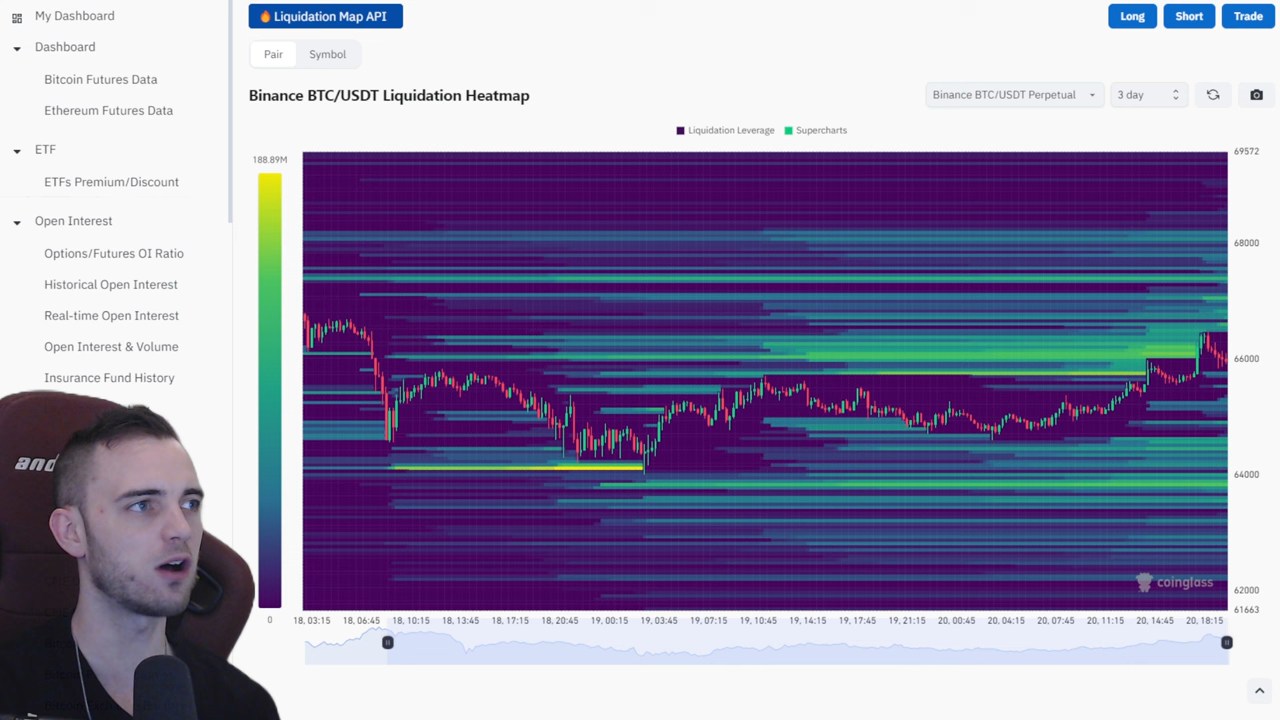 My Dashboard
Dashboard
Bitcoin Futures Data
Ethereum Futures Data
ETF
ETFs Premium/Discount
Open Interest
Options/Futures OI Ratio
Historical Open Interest
Real-time Open Interest
Open Interest & Volume
Insurance Fund History
Liquidation Map API
Long
Short
Trade
Pair
Symbol
Binance BTC/USDT Liquidation Heatmap
Binance BTC/USDT Perpetual
3 day
Liquidation Leverage
Supercharts
188.89M
0
69572
68000
66000
64000
62000
61663
coinglass
18, 03:15
18, 06:45
18, 10:15
18, 13:45
18, 17:15
18, 20:45
19, 00:15
19, 03:45
19, 07:15
19, 10:45
19, 14:15
19, 17:45
19, 21:15
20, 00:45
20, 04:15
20, 07:45
20, 11:15
20, 14:45
20, 18:15
and